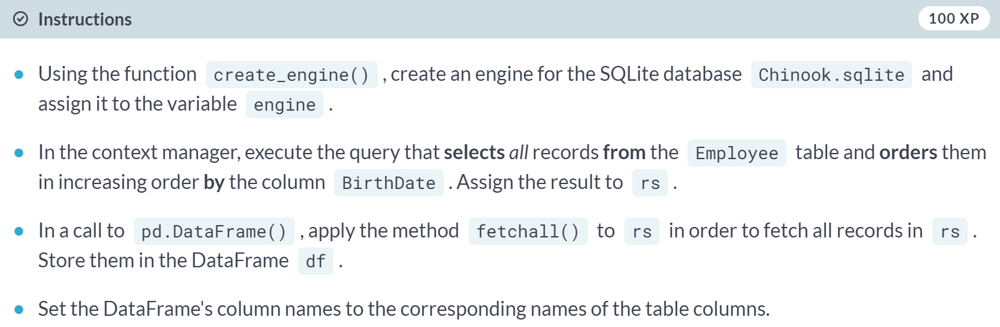 Instructions
100 XP
Using the function create_engine() , create an engine for the SQLite database Chinook.sqlite and
assign it to the variable engine .
In the context manager, execute the query that selects all records from the Employee table and orders them
in increasing order by the column BirthDate . Assign the result to rs .
In a call to pd.DataFrame() , apply the method fetchall() to rs in order to fetch all records in rs .
Store them in the DataFrame df .
Set the DataFrame's column names to the corresponding names of the table columns.